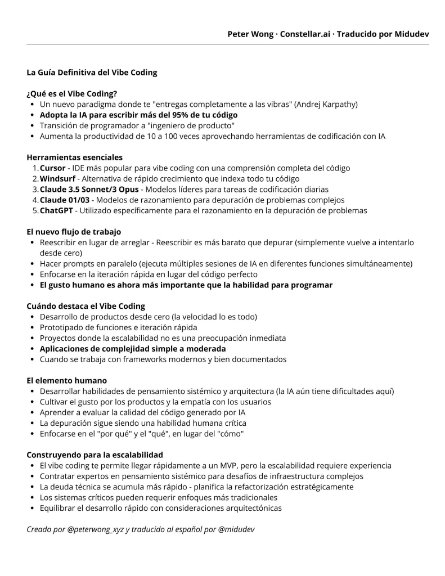 Peter Wong · Constellar.ai · Traducido por Midudev
La Guía Definitiva del Vibe Coding
¿Qué es el Vibe Coding?
• Un nuevo paradigma donde te "entregas completamente a las vibras" (Andrej Karpathy)
• Adopta la IA para escribir más del 95% de tu código
• Transición de programador a "ingeniero de producto"
• Aumenta la productividad de 10 a 100 veces aprovechando herramientas de codificación con IA
Herramientas esenciales
1. Cursor - IDE más popular para vibe coding con una comprensión completa del código
2. Windsurf - Alternativa de rápido crecimiento que indexa todo tu código
3. Claude 3.5 Sonnet/3 Opus - Modelos líderes para tareas de codificación diarias
4. Claude 01/03 - Modelos de razonamiento para depuración de problemas complejos
5. ChatGPT - Utilizado específicamente para el razonamiento en la depuración de problemas
El nuevo flujo de trabajo
• Reescribir en lugar de arreglar - Reescribir es más barato que depurar (simplemente vuelve a intentarlo
desde cero)
• Hacer prompts en paralelo (ejecuta múltiples sesiones de IA en diferentes funciones simultáneamente)
• Enfocarse en la iteración rápida en lugar del código perfecto
• El gusto humano es ahora más importante que la habilidad para programar
Cuándo destaca el Vibe Coding
• Desarrollo de productos desde cero (la velocidad lo es todo)
• Prototipado de funciones e iteración rápida
• Proyectos donde la escalabilidad no es una preocupación inmediata
• Aplicaciones de complejidad simple a moderada
• Cuando se trabaja con frameworks modernos y bien documentados
El elemento humano
• Desarrollar habilidades de pensamiento sistémico y arquitectura (la IA aún tiene dificultades aquí)
• Cultivar el gusto por los productos y la empatía con los usuarios
• Aprender a evaluar la calidad del código generado por IA
• La depuración sigue siendo una habilidad humana crítica
• Enfocarse en el "por qué" y el "qué", en lugar del "cómo"
Construyendo para la escalabilidad
• El vibe coding te permite llegar rápidamente a un MVP, pero la escalabilidad requiere experiencia
• Contratar expertos en pensamiento sistémico para desafíos de infraestructura complejos
• La deuda técnica se acumula más rápido - planifica la refactorización estratégicamente
• Los sistemas críticos pueden requerir enfoques más tradicionales
• Equilibrar el desarrollo rápido con consideraciones arquitectónicas
Creado por @peterwong_xyz y traducido al español por @midudev